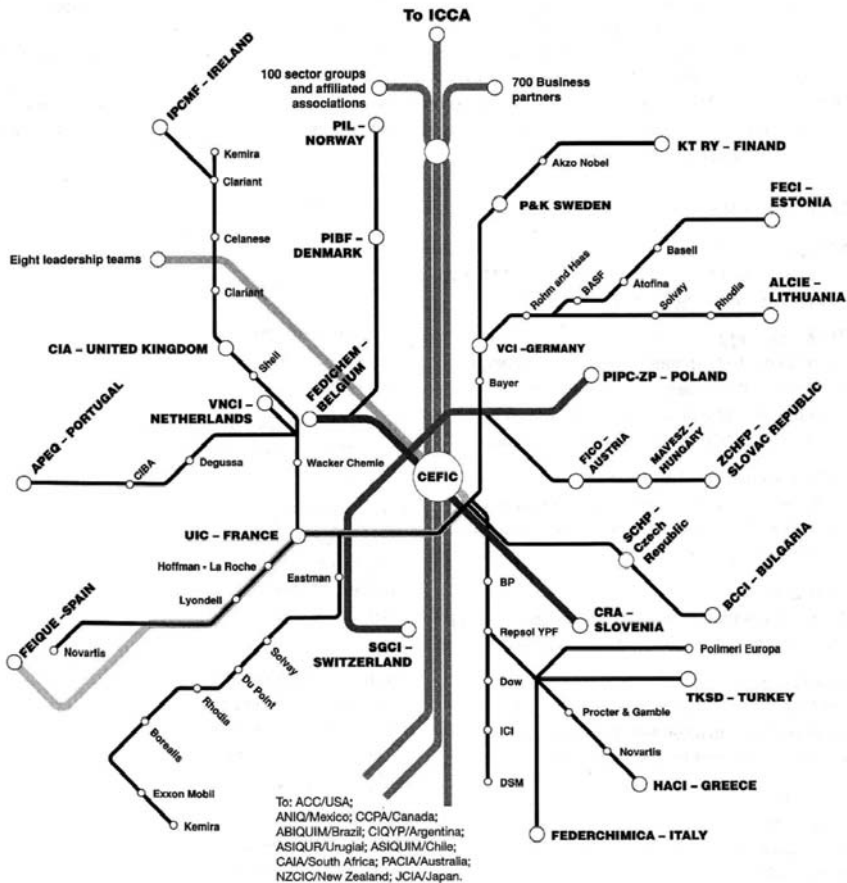 To ICCA
100 sector groups
and affiliated
associations
700 Business
partners
IPCMF – IRELAND
PIL –
NORWAY
KT RY – FINAND
Kemira
Akzo Nobel
Clariant
FECI –
ESTONIA
P&K SWEDEN
Celanese
PIBF –
DENMARK
Basell
Eight leadership teams
Rohm and Haas
BASF
Atofina
Solvay
Rhodia
ALCIE –
LITHUANIA
Clariant
CIA – UNITED KINGDOM
VCI –GERMANY
Shell
FEDICHEM –
BELGIUM
Bayer
PIPC-ZP – POLAND
VNCI –
NETHERLANDS
APEQ – PORTUGAL
CIBA
Degussa
Wacker Chemie
CEFIC
FICO –
AUSTRIA
MAVESZ–
HUNGARY
ZCHFP –
SLOVAC REPUBLIC
UIC – FRANCE
SCHP –
Czech
Republic
Hoffman - La Roche
Eastman
BP
BCCI – BULGARIA
Lyondell
CRA –
SLOVENIA
FEIQUE –SPAIN
Novartis
Solvay
SGCI –
SWITZERLAND
Repsol YPF
Polimeri Europa
Du Point
Rhodia
Dow
TKSD – TURKEY
Procter & Gamble
Borealis
ICI
Novartis
Exxon Mobil
DSM
HACI – GREECE
Kemira
To: ACC/USA;
ANIQ/Mexico; CCPA/Canada;
ABIQUIM/Brazil; CIQYP/Argentina;
ASIQUR/Urugial; ASIQUIM/Chile;
CAIA/South Africa; PACIA/Australia;
NZCIC/New Zealand; JCIA/Japan.
FEDERCHIMICA – ITALY